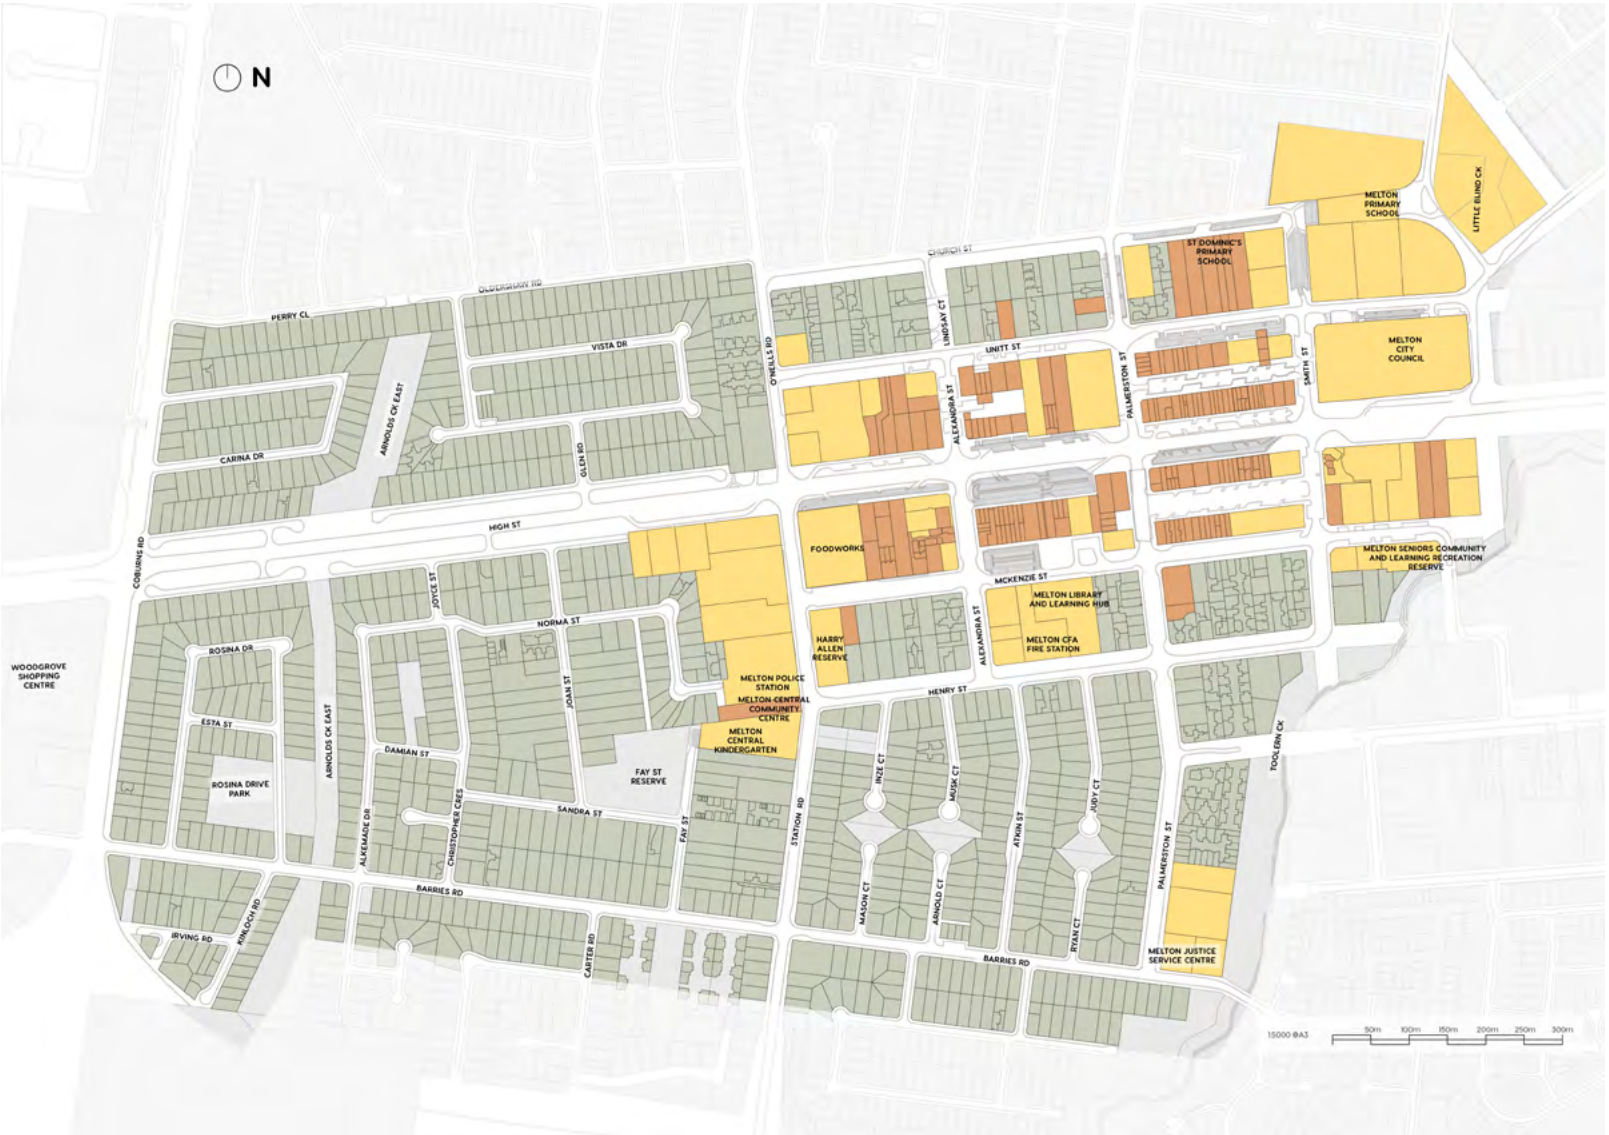 N
MELTON
PRIMARY
SCHOOL
LITTLE BLIND CK
CHURCH ST
ST DOMINIC'S
PRIMARY
SCHOOL
OLDERSHAW RD
PERRY CL
LINDSAY CT
VISTA DR
UNITT ST
O'NEILLS RD
MELTON
CITY
COUNCIL
SMITH ST
PALMERSTON ST
ALEXANDRA ST
ARNOLDS CK EAST
CARINA DR
GLEN RD
HIGH ST
COBURNS RD
FOODWORKS
MELTON SENIORS COMMUNITY
AND LEARNING RECREATION
RESERVE
JOYCE ST
MCKENZIE ST
MELTON LIBRARY
AND LEARNING HUB
NORMA ST
ALEXANDRA ST
HARRY
ALLEN
RESERVE
MELTON CFA
FIRE STATION
ROSINA DR
WOODGROVE
SHOPPING
CENTRE
JOAN ST
MELTON POLICE
STATION
HENRY ST
MELTON CENTRAL
COMMUNITY
CENTRE
ESTA ST
ARNOLDS CK EAST
MELTON
CENTRAL
KINDERGARTEN
TOOLERN CK
DAMIAN ST
FAY ST
RESERVE
INZE CT
MUSK CT
JUDY CT
ROSINA DRIVE
PARK
SANDRA ST
ALKEMADE DR
CHRISTOPHER CRES
FAY ST
STATION RD
ATKIN ST
PALMERSTON ST
BARRIES RD
MASON CT
ARNOLD CT
RYAN CT
KINLOCH RD
IRVING RD
CARTER RD
BARRIES RD
MELTON JUSTICE
SERVICE CENTRE
1:5000 @A3
50m 100m 150m 200m 250m 300m